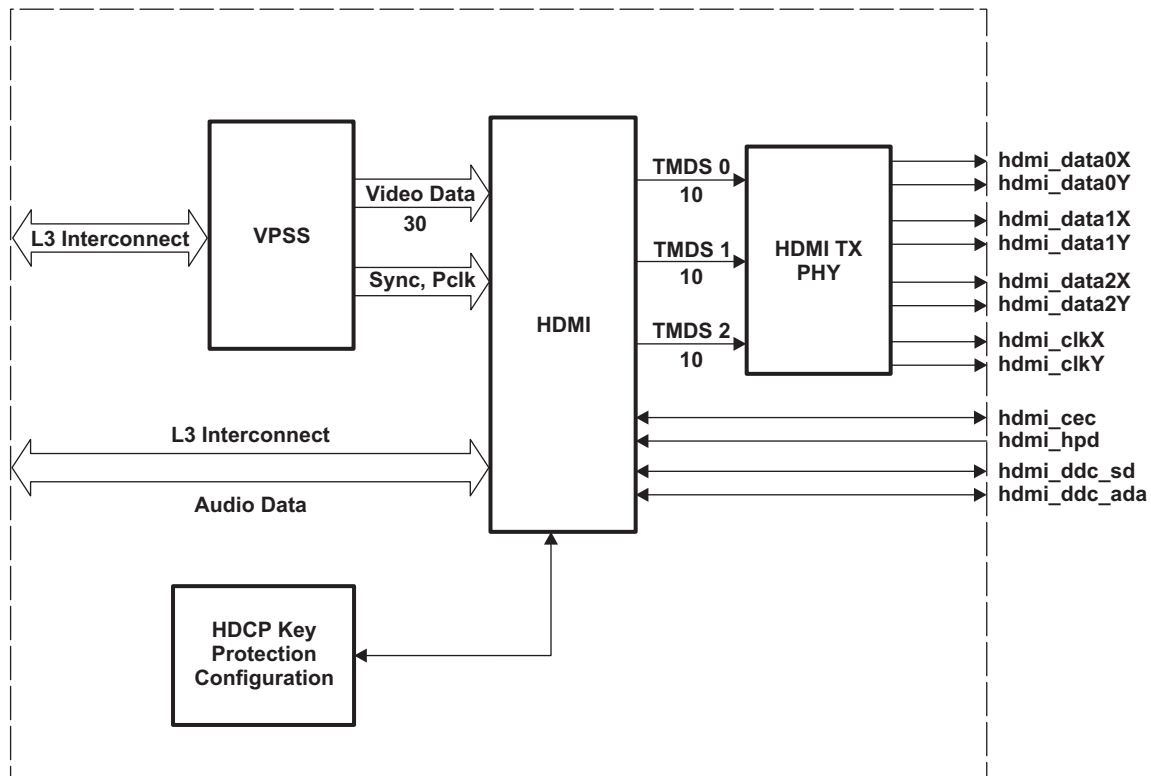 L3 Interconnect
VPSS
Video Data
30
Sync, Pclk
HDMI
TMDS 0
10
TMDS 1
10
TMDS 2
10
HDMI TX
PHY
hdmi_data0X
hdmi_data0Y
hdmi_data1X
hdmi_data1Y
hdmi_data2X
hdmi_data2Y
hdmi_clkX
hdmi_clkY
hdmi_cec
hdmi_hpd
hdmi_ddc_sd
hdmi_ddc_ada
L3 Interconnect
Audio Data
HDCP Key
Protection
Configuration